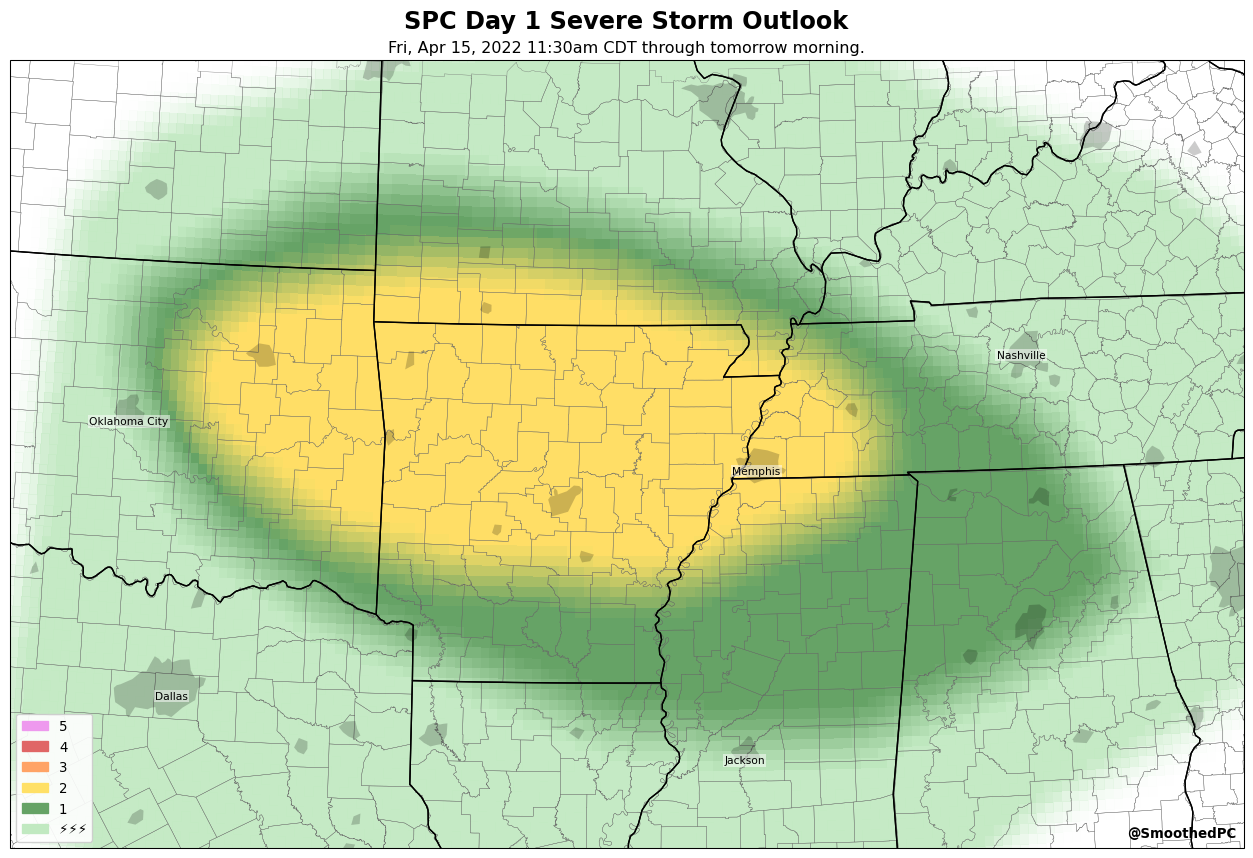 SPC Day 1 Severe Storm Outlook
Fri, Apr 15, 2022 11:30am CDT through tomorrow morning.
Nashville
Oklahoma City
Memphis
Dallas
Jackson
5
4
3
2
1
⚡⚡⚡
@SmoothedPC